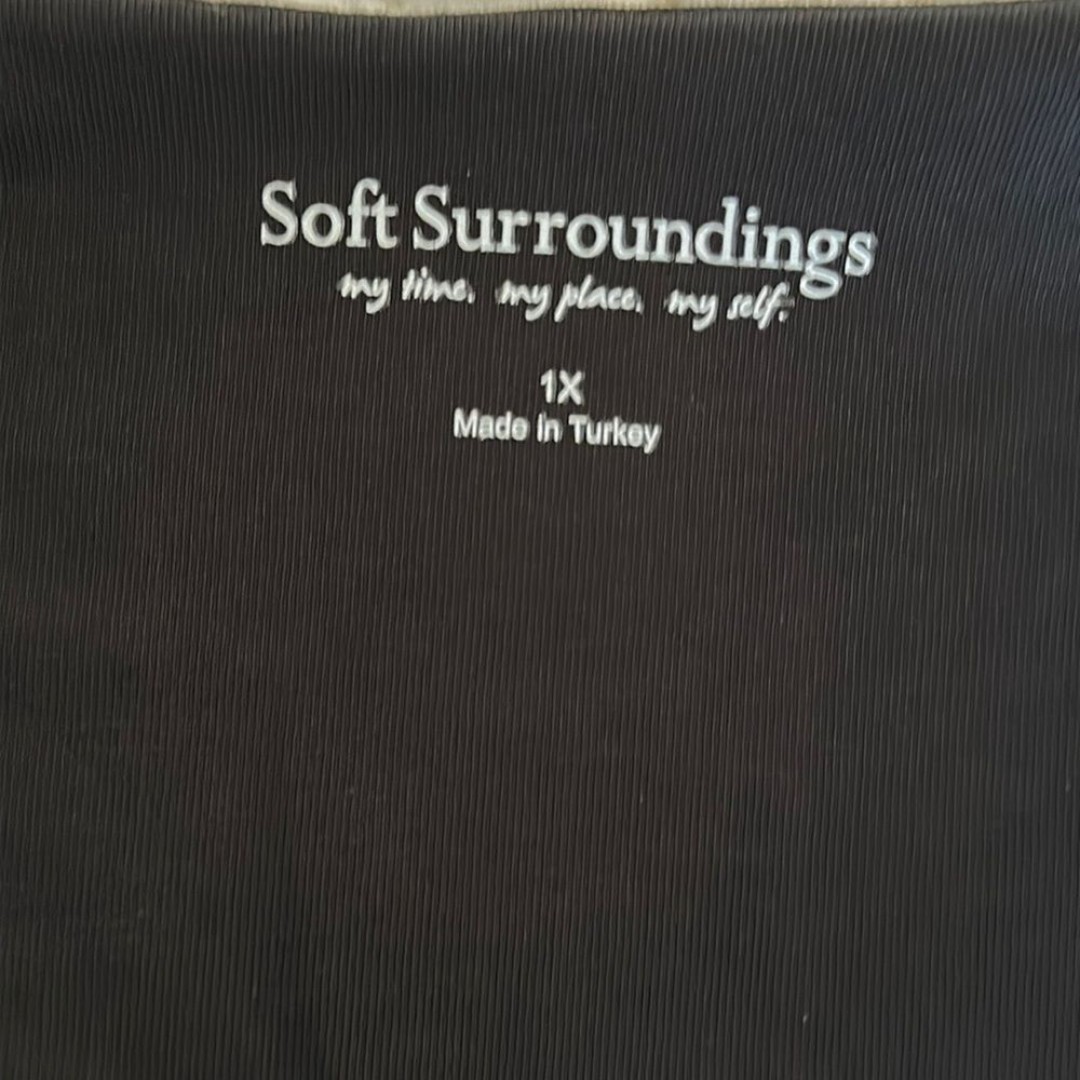 Soft Surroundings
my time. my place. my self.
1X
Made in Turkey